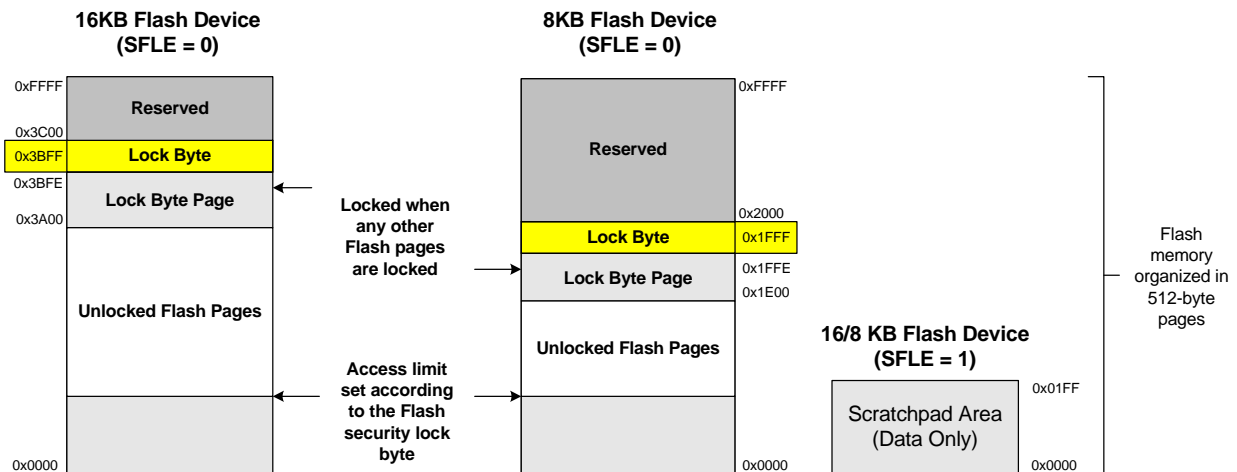 16KB Flash Device
(SFLE = 0)
0xFFFF
Reserved
0x3C00
0x3BFF
Lock Byte
0x3BFE
Lock Byte Page
0x3A00
Unlocked Flash Pages
0x0000
Locked when
any other
Flash pages
are locked
Access limit
set according
to the Flash
security lock
byte
8KB Flash Device
(SFLE = 0)
0xFFFF
Reserved
0x2000
Lock Byte
0x1FFF
0x1FFE
Lock Byte Page
0x1E00
Unlocked Flash Pages
0x0000
16/8 KB Flash Device
(SFLE = 1)
0x01FF
Scratchpad Area
(Data Only)
0x0000
Flash
memory
organized in
512-byte
pages